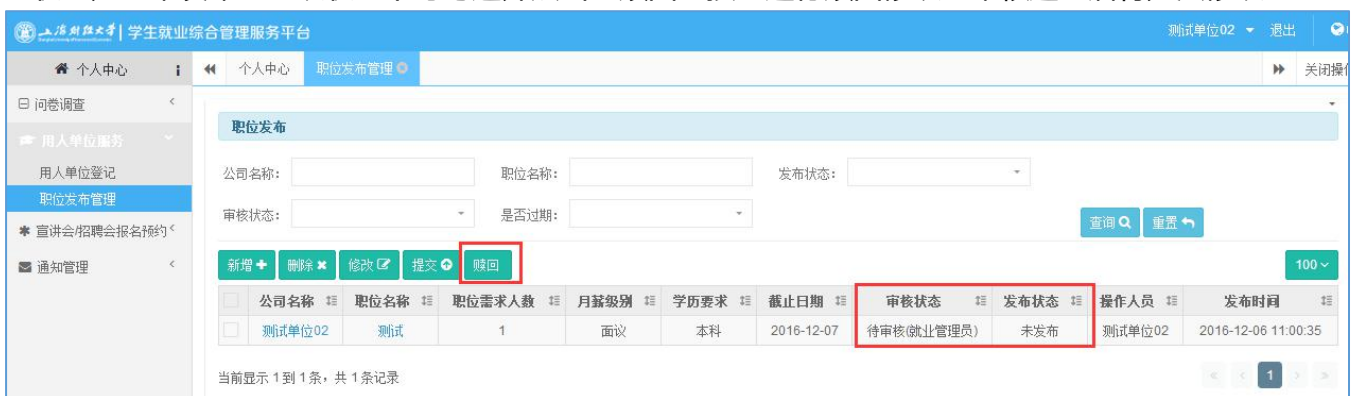 上海财经大学 | 学生就业综合管理服务平台 测试单位02 退出
个人中心 i 个人中心 职位发布管理 关闭操
问卷调查
职位发布
用人单位服务
公司名称: 职位名称: 发布状态:
用人单位登记
职位发布管理
审核状态: 是否过期: 查询 重置
宣讲会/招聘会报名预约
通知管理
新增 删除 修改 提交 赎回 100
公司名称 职位名称 职位需求人数 月薪级别 学历要求 截止日期 审核状态 发布状态 操作人员 发布时间
测试单位02 测试 1 面议 本科 2016-12-07 待审核(就业管理员) 未发布 测试单位02 2016-12-06 11:00:35
当前显示 1 到 1 条，共 1 条记录 « ‹ 1 › »